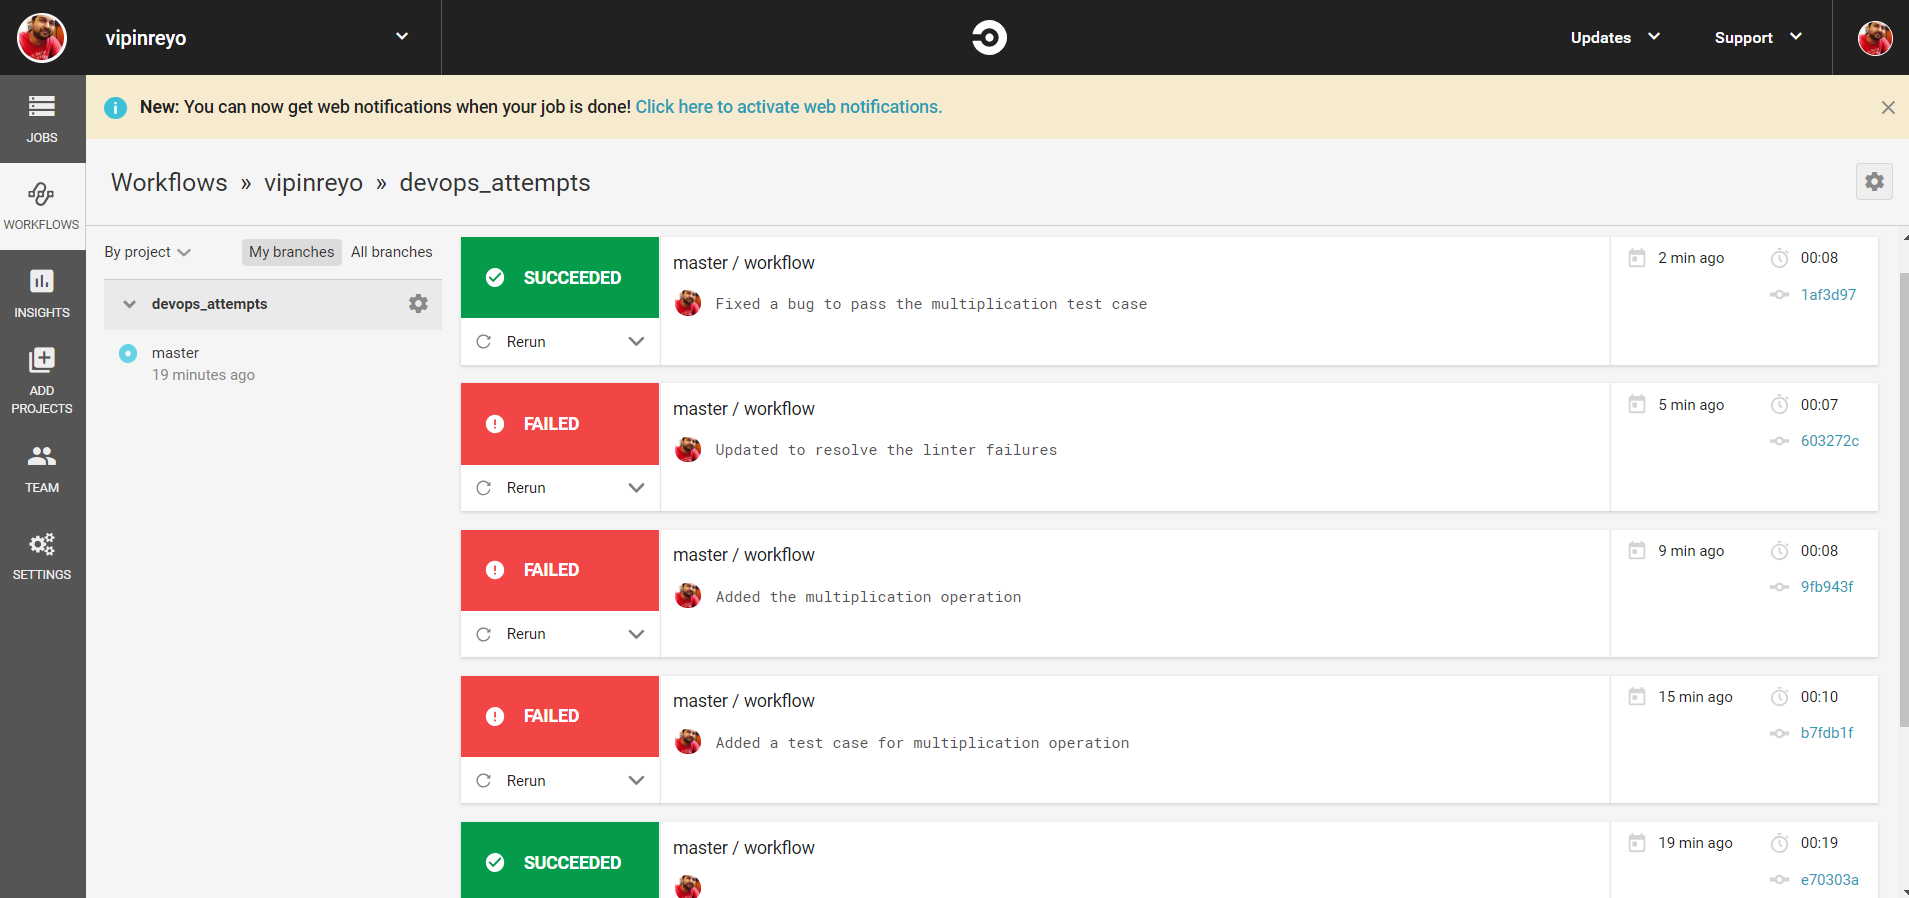 vipinreyo
Updates
Support
JOBS
New: You can now get web notifications when your job is done! Click here to activate web notifications.
Workflows » vipinreyo » devops_attempts
WORKFLOWS
INSIGHTS
ADD
PROJECTS
TEAM
SETTINGS
By project
My branches
All branches
devops_attempts
master
19 minutes ago
SUCCEEDED
Rerun
master / workflow
Fixed a bug to pass the multiplication test case
2 min ago
00:08
1af3d97
FAILED
Rerun
master / workflow
Updated to resolve the linter failures
5 min ago
00:07
603272c
FAILED
Rerun
master / workflow
Added the multiplication operation
9 min ago
00:08
9fb943f
FAILED
Rerun
master / workflow
Added a test case for multiplication operation
15 min ago
00:10
b7fdb1f
SUCCEEDED
master / workflow
19 min ago
00:19
e70303a